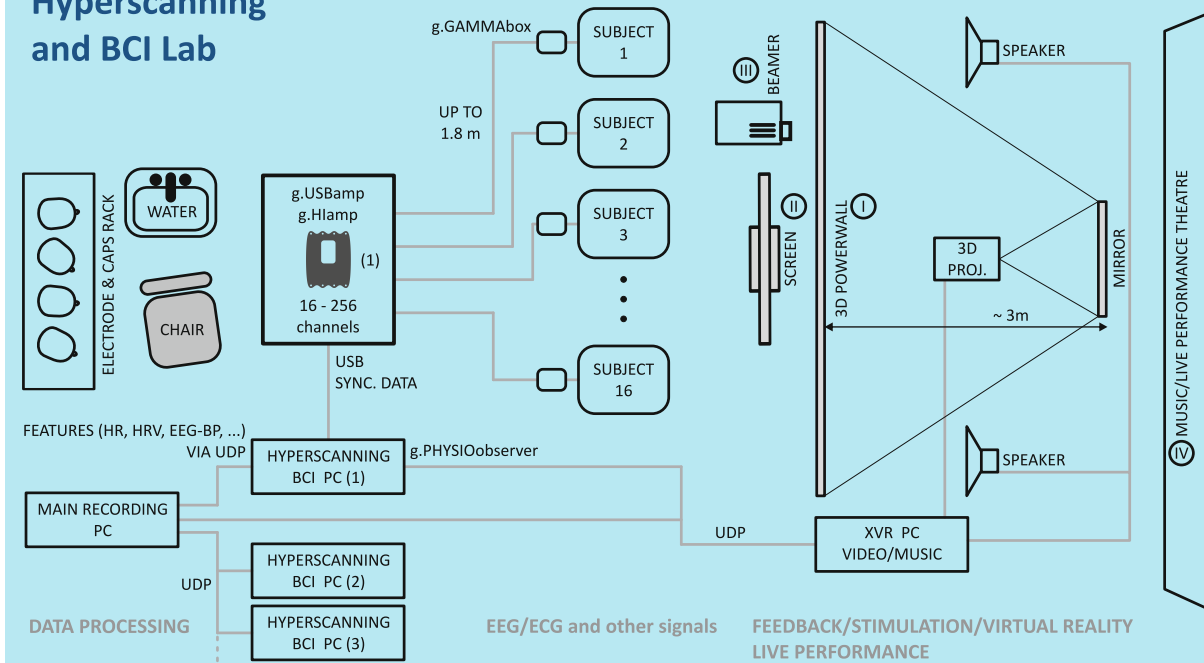 Hyperscanning
and BCI Lab
g.GAMMAbox
SUBJECT
1
UP TO
1.8 m
SUBJECT
2
SUBJECT
3
SUBJECT
16
ELECTRODE & CAPS RACK
WATER
CHAIR
g.USBamp
g.HIamp
(1)
16 - 256
channels
USB
SYNC. DATA
FEATURES (HR, HRV, EEG-BP, ...)
VIA UDP
HYPERSCANNING
BCI PC (1)
g.PHYSIOobserver
MAIN RECORDING
PC
UDP
HYPERSCANNING
BCI PC (2)
HYPERSCANNING
BCI PC (3)
III
BEAMER
II
SCREEN
I
3D POWERWALL
3D
PROJ.
MIRROR
~ 3m
SPEAKER
SPEAKER
UDP
XVR PC
VIDEO/MUSIC
IV MUSIC/LIVE PERFORMANCE THEATRE
DATA PROCESSING
EEG/ECG and other signals
FEEDBACK/STIMULATION/VIRTUAL REALITY
LIVE PERFORMANCE